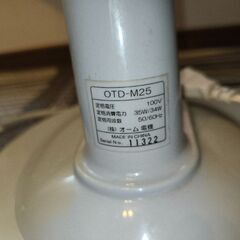 OTD-M25
定格電圧 100V
定格消費電力 35W/34W
定格周波数 50/60Hz
(株) オーム電機
MADE IN CHINA
Serial No. 11322